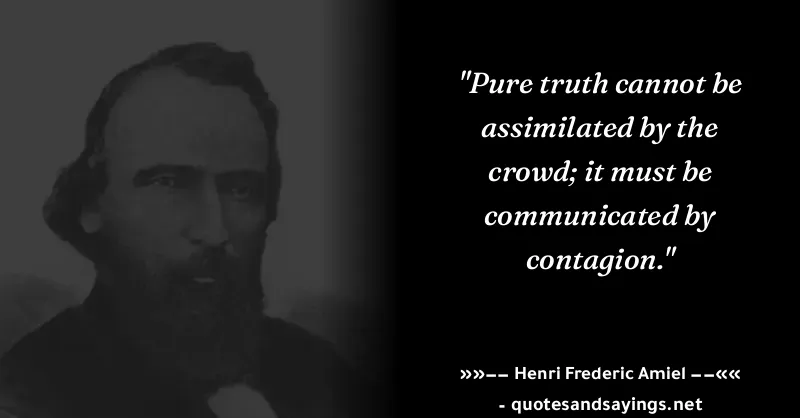 "Pure truth cannot be
assimilated by the
crowd; it must be
communicated by
contagion."
»»–– Henri Frederic Amiel ––««
- quotesandsayings.net